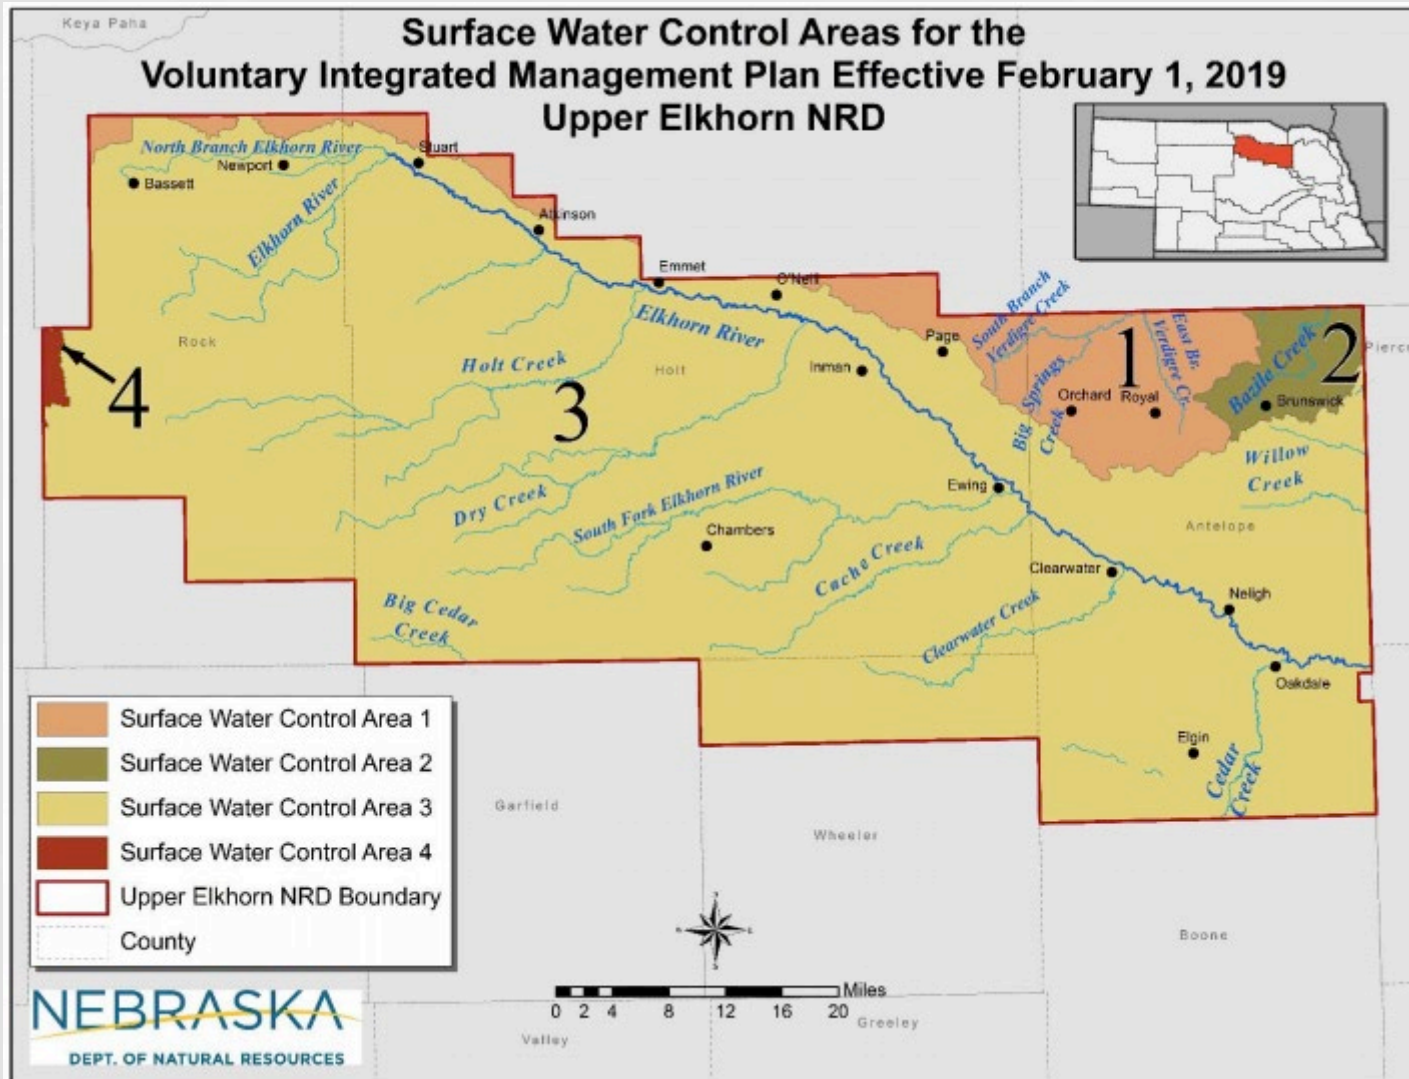 Keya Paha
Surface Water Control Areas for the
Voluntary Integrated Management Plan Effective February 1, 2019
Upper Elkhorn NRD
North Branch Elkhorn River
Stuart
Newport
Bassett
Elkhorn River
Atkinson
Emmet
O'Neill
Elkhorn River
South Branch
Verdigre Creek
East Br.
Verdigre Cr.
1
2
Bazile Creek
Pierc
Page
Rock
4
Holt Creek
Holt
Inman
3
Big Springs
Creek
Orchard
Royal
Brunswick
Willow
Creek
Dry Creek
South Fork Elkhorn River
Ewing
Chambers
Antelope
Cache Creek
Clearwater
Big Cedar
Creek
Clearwater Creek
Neligh
Oakdale
Elgin
Cedar
Creek
Surface Water Control Area 1
Surface Water Control Area 2
Surface Water Control Area 3
Surface Water Control Area 4
Upper Elkhorn NRD Boundary
County
Garfield
Wheeler
Boone
Miles
0 2 4 8 12 16 20
Greeley
Valley
NEBRASKA
DEPT. OF NATURAL RESOURCES